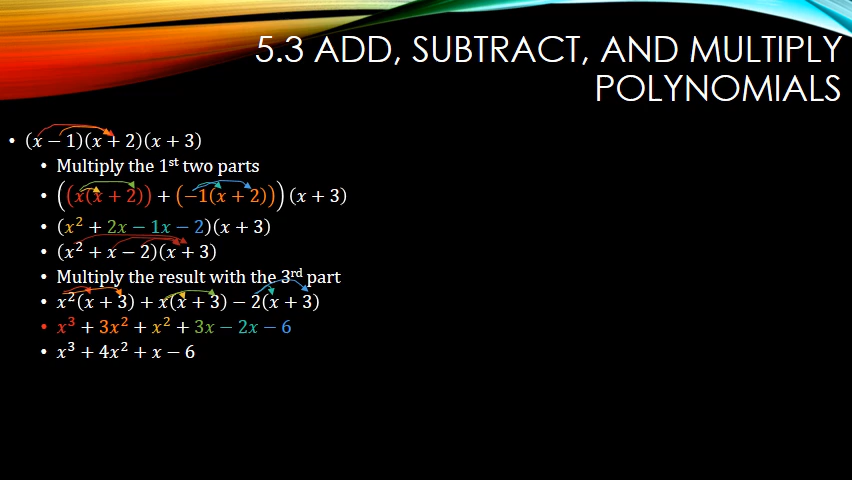 5.3 ADD, SUBTRACT, AND MULTIPLY
POLYNOMIALS
• (x − 1)(x + 2)(x + 3)
• Multiply the 1st two parts
• ((x(x + 2)) + (−1(x + 2)))(x + 3)
• (x² + 2x − 1x − 2)(x + 3)
• (x² + x − 2)(x + 3)
• Multiply the result with the 3rd part
• x²(x + 3) + x(x + 3) − 2(x + 3)
• x³ + 3x² + x² + 3x − 2x − 6
• x³ + 4x² + x − 6